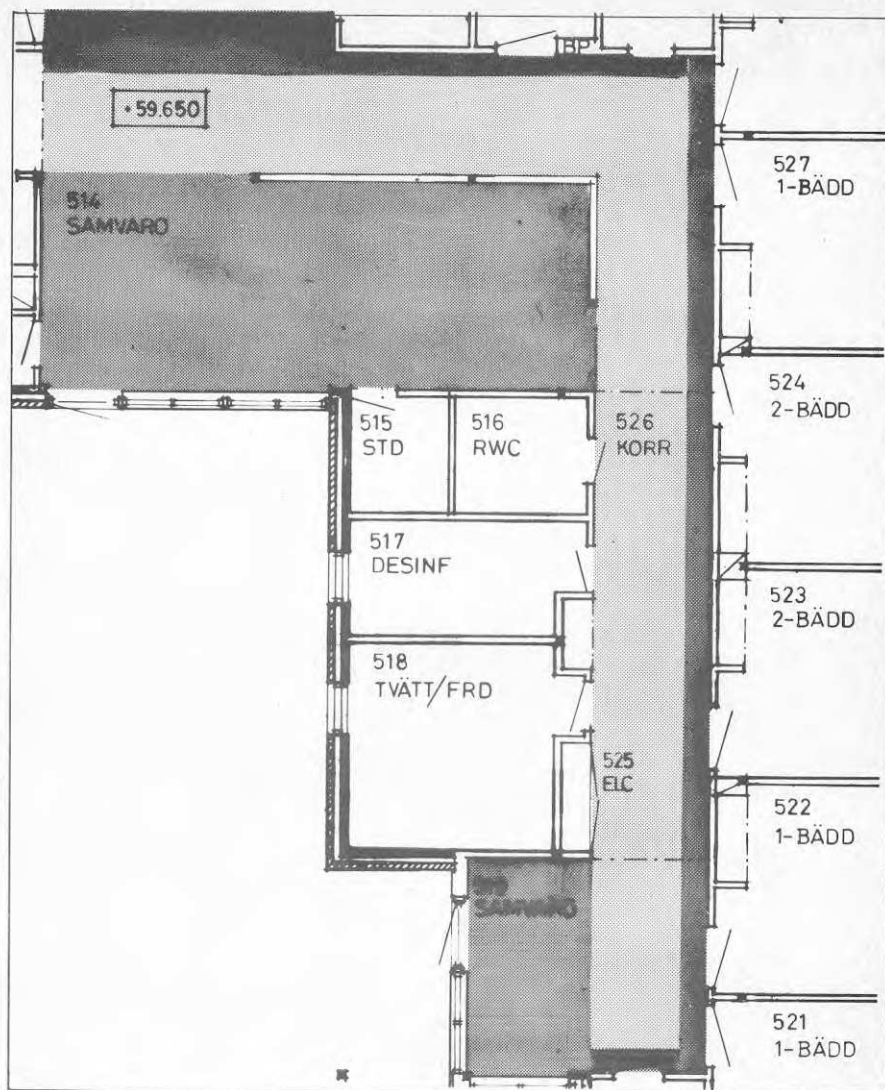 BP
• 59.650
514
SAMVARO
527
1-BÄDD
515
STD
516
RWC
526
KORR
524
2-BÄDD
517
DESINF
523
2-BÄDD
518
TVÄTT/FRD
525
ELC
522
1-BÄDD
SAMVARO
521
1-BÄDD